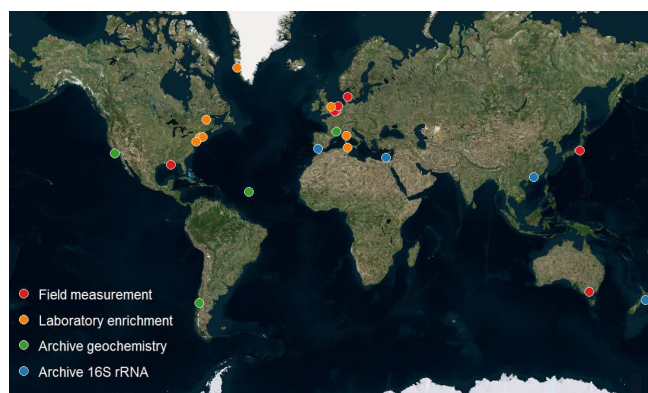 Field measurement
Laboratory enrichment
Archive geochemistry
Archive 16S rRNA